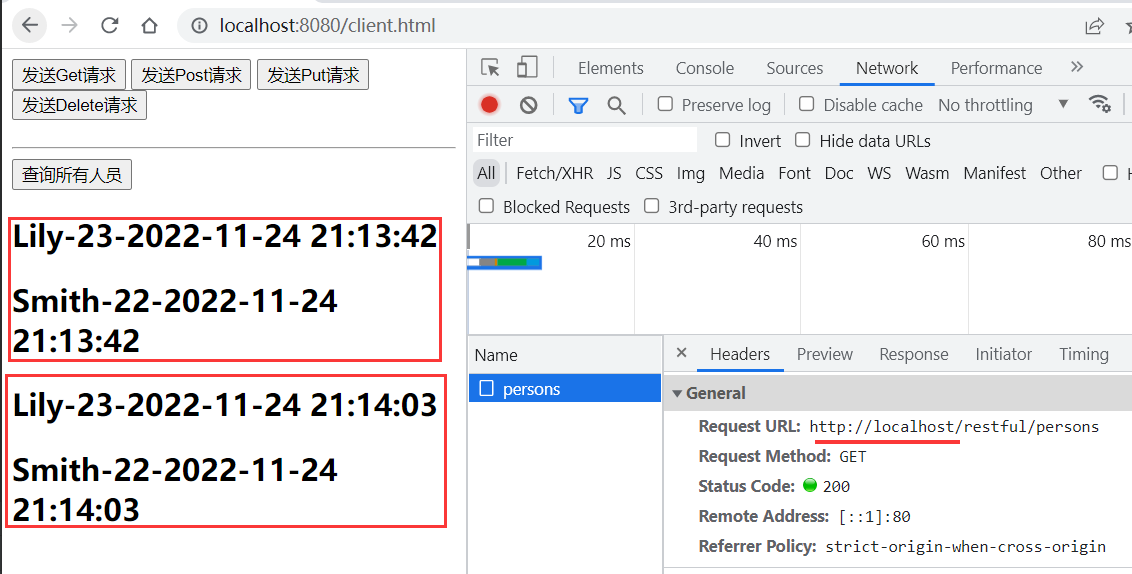 localhost:8080/client.html
发送Get请求 发送Post请求 发送Put请求
发送Delete请求
查询所有人员
Lily-23-2022-11-24 21:13:42
Smith-22-2022-11-24
21:13:42
Lily-23-2022-11-24 21:14:03
Smith-22-2022-11-24
21:14:03
Elements Console Sources Network Performance
Preserve log Disable cache No throttling
Filter Invert Hide data URLs
All Fetch/XHR JS CSS Img Media Font Doc WS Wasm Manifest Other
Blocked Requests 3rd-party requests
20 ms 40 ms 60 ms 80 ms
Name
persons
Headers Preview Response Initiator Timing
General
Request URL: http://localhost/restful/persons
Request Method: GET
Status Code: 200
Remote Address: [::1]:80
Referrer Policy: strict-origin-when-cross-origin